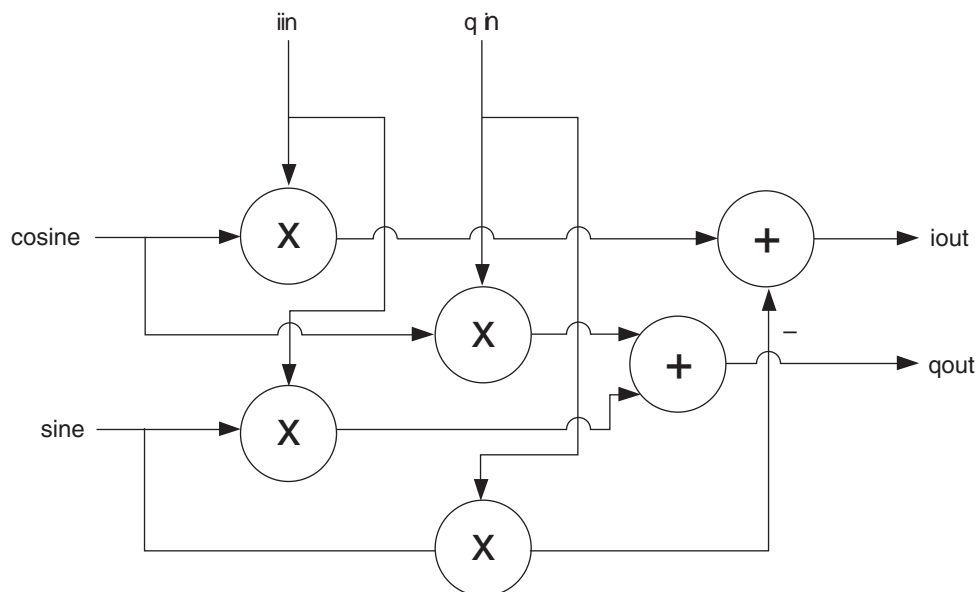 iin
q in
X
cosine
+
iout
X
–
+
qout
sine
X
X